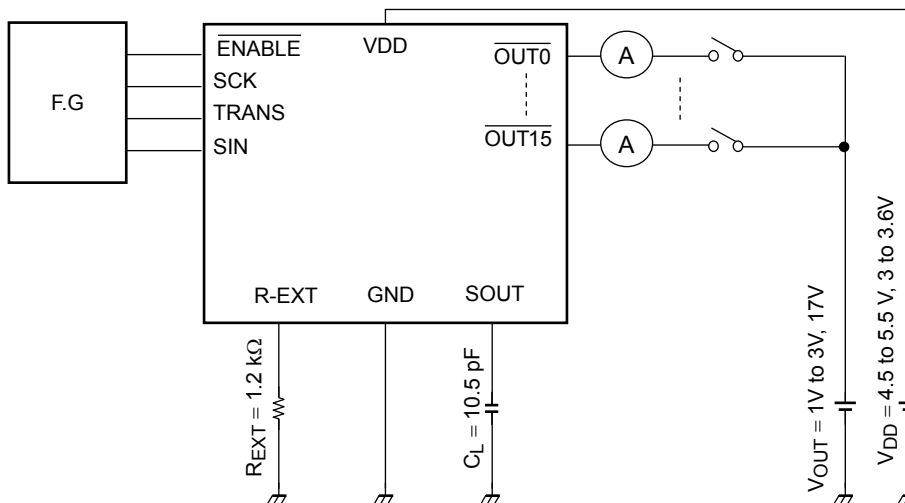 F.G
ENABLE
SCK
TRANS
SIN
VDD
OUT0
OUT15
A
A
R-EXT
GND
SOUT
REXT = 1.2 kΩ
CL = 10.5 pF
VOUT = 1V to 3V, 17V
VDD = 4.5 to 5.5 V, 3 to 3.6V